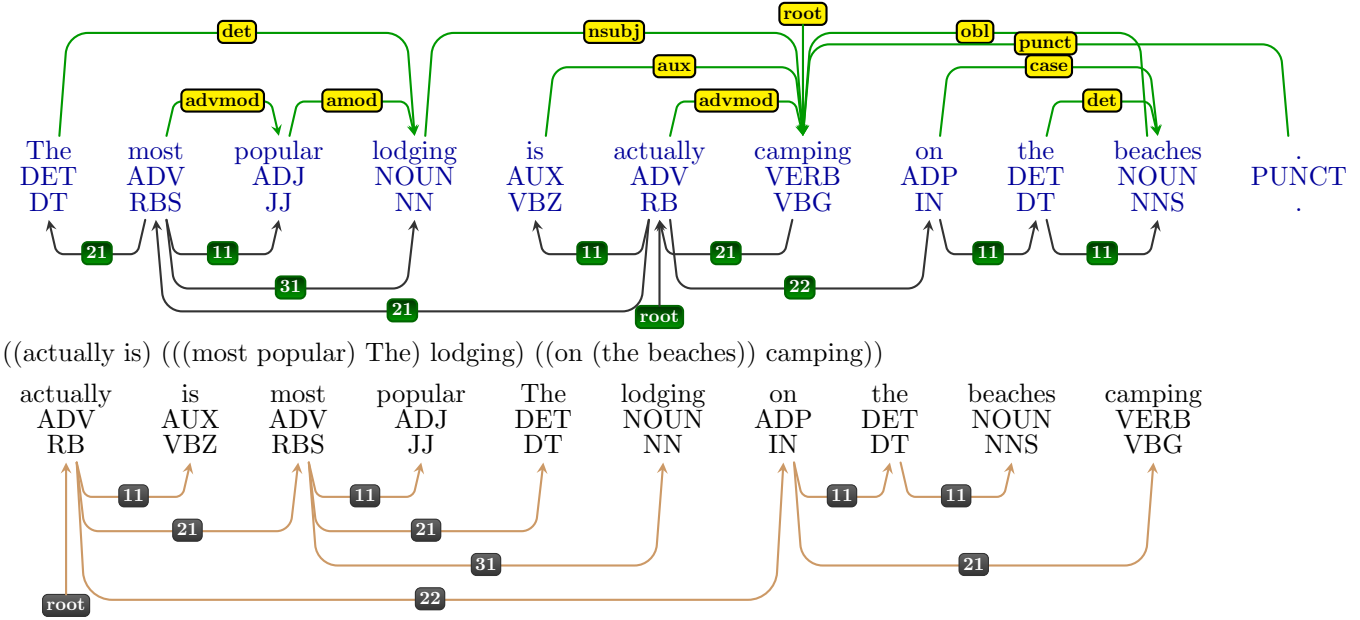 root
det nsubj obl
punct
aux case
advmod amod advmod det
The most popular lodging is actually camping on the beaches .
DET ADV ADJ NOUN AUX ADV VERB ADP DET NOUN PUNCT
DT RBS JJ NN VBZ RB VBG IN DT NNS .
21 11 11 21 11 11
31 22
21 root
((actually is) (((most popular) The) lodging) ((on (the beaches)) camping))
actually is most popular The lodging on the beaches camping
ADV AUX ADV ADJ DET NOUN ADP DET NOUN VERB
RB VBZ RBS JJ DT NN IN DT NNS VBG
11 11 11 11
21 21
31 21
root 22